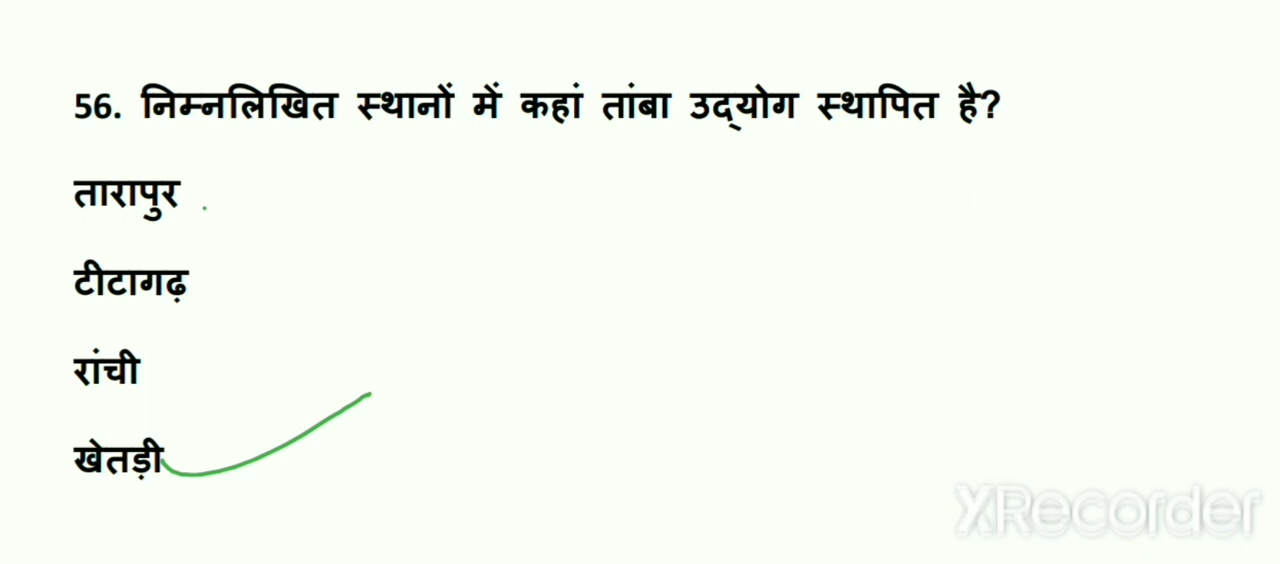 56. निम्नलिखित स्थानों में कहां तांबा उद्योग स्थापित है?
तारापुर
टीटागढ़
रांची
खेतड़ी
XRecorder